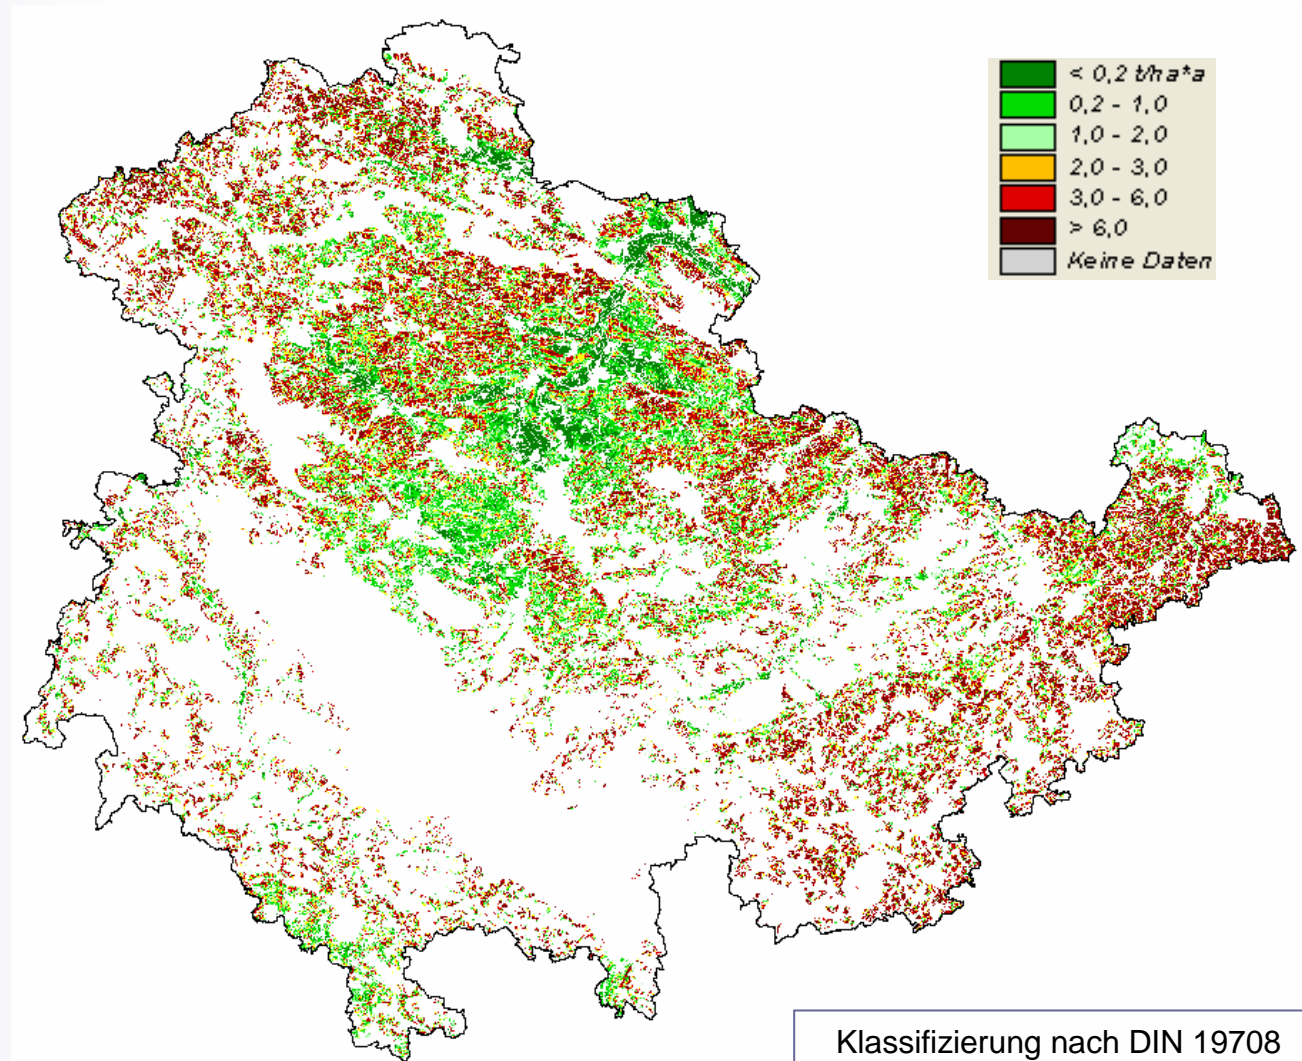 < 0,2 t/ha*a
0,2 - 1,0
1,0 - 2,0
2,0 - 3,0
3,0 - 6,0
> 6,0
Keine Daten
Klassifizierung nach DIN 19708